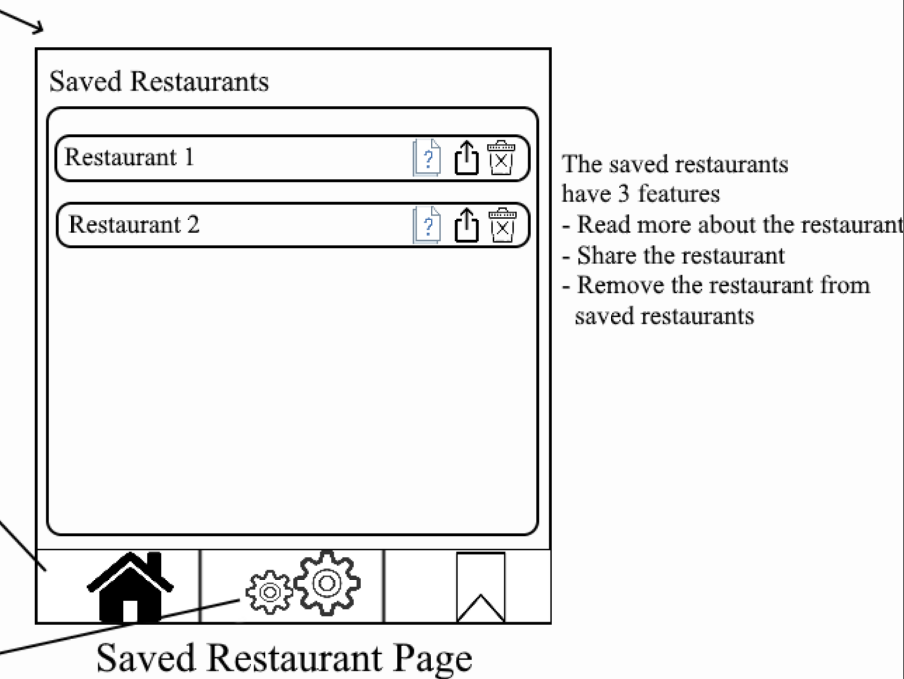 Saved Restaurants
Restaurant 1
?
Restaurant 2
?
The saved restaurants
have 3 features
- Read more about the restaurant
- Share the restaurant
- Remove the restaurant from
saved restaurants
Saved Restaurant Page